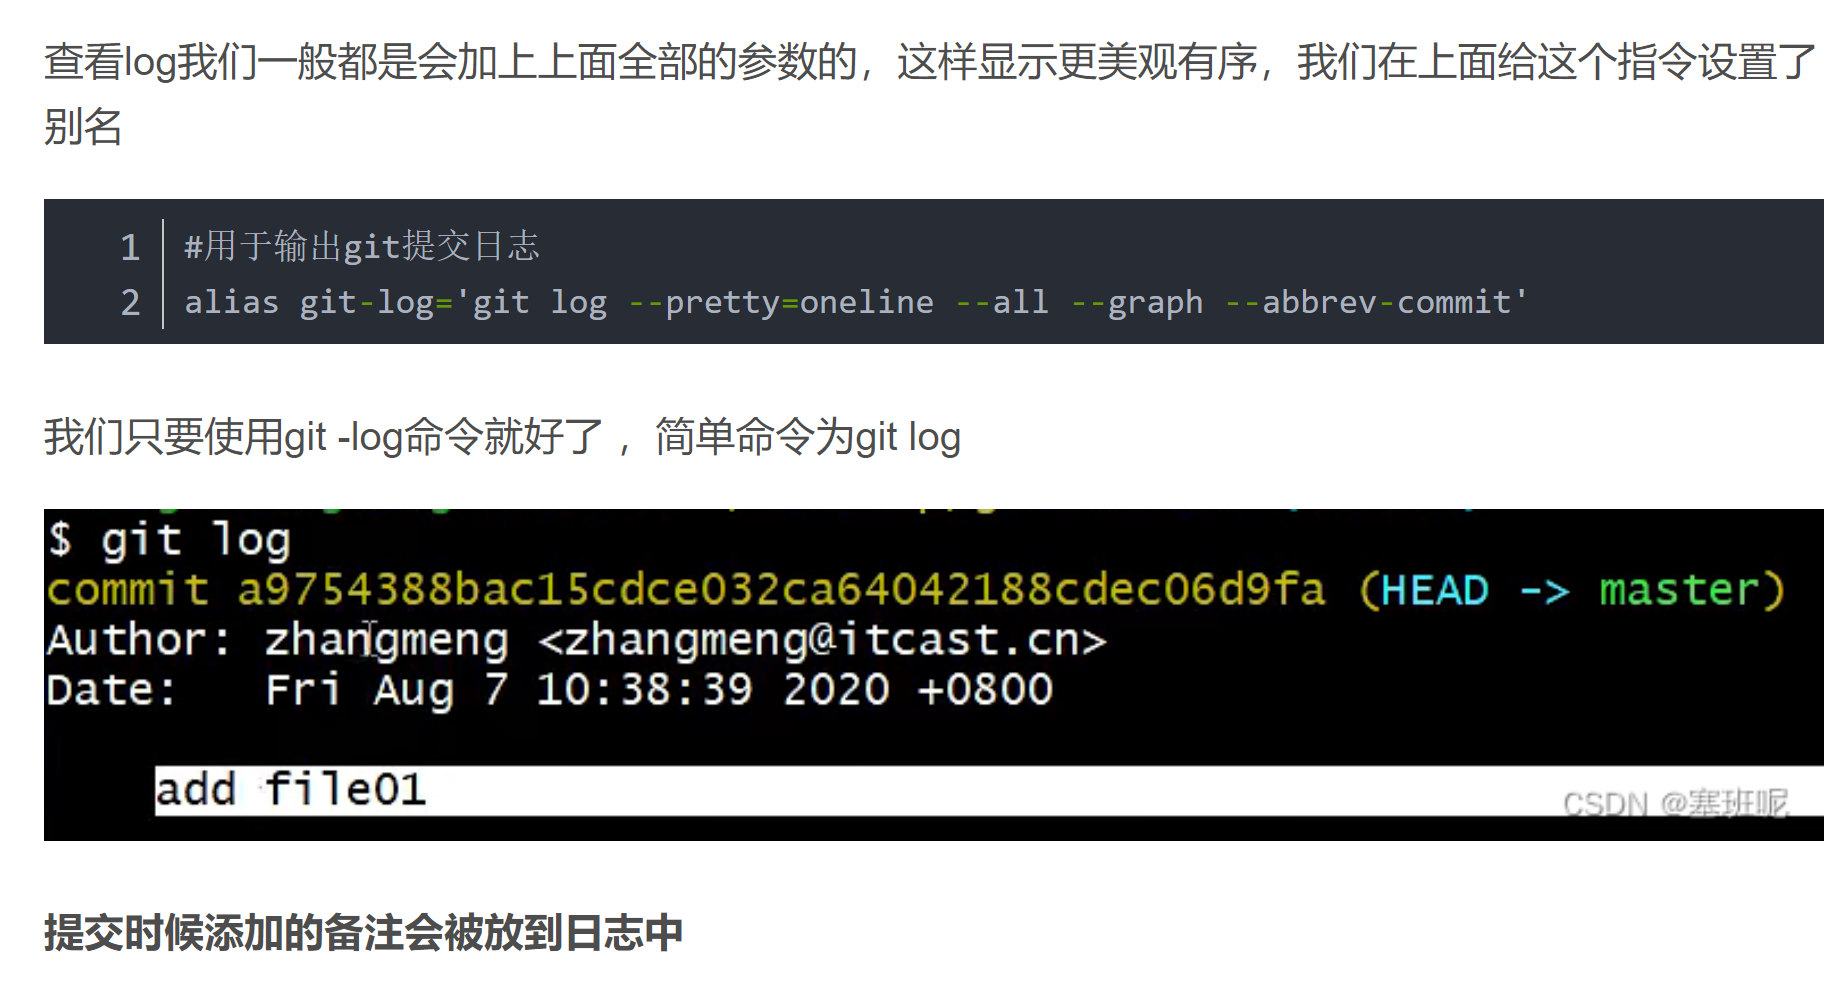 查看log我们一般都是会加上上面全部的参数的，这样显示更美观有序，我们在上面给这个指令设置了
别名
1 #用于输出git提交日志
2 alias git-log='git log --pretty=oneline --all --graph --abbrev-commit'
我们只要使用git -log命令就好了 ，简单命令为git log
$ git log
commit a9754388bac15cdce032ca64042188cdec06d9fa (HEAD -> master)
Author: zhangmeng <zhangmeng@itcast.cn>
Date:   Fri Aug 7 10:38:39 2020 +0800
add file01
CSDN @塞班呢
提交时候添加的备注会被放到日志中